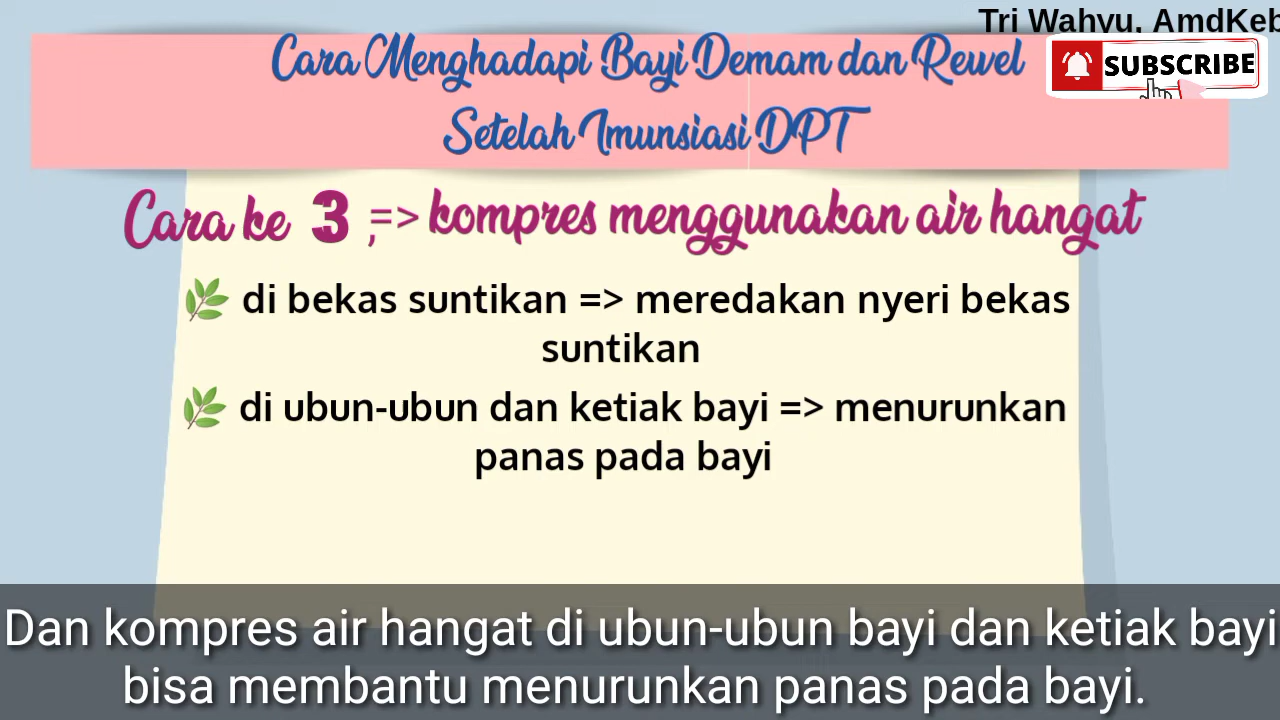 Tri Wahyu, AmdKeb
SUBSCRIBE
Cara Menghadapi Bayi Demam dan Rewel
Setelah Imunsiasi DPT
Cara ke 3 ,=> kompres menggunakan air hangat
🌿 di bekas suntikan => meredakan nyeri bekas
suntikan
🌿 di ubun-ubun dan ketiak bayi => menurunkan
panas pada bayi
Dan kompres air hangat di ubun-ubun bayi dan ketiak bayi
bisa membantu menurunkan panas pada bayi.